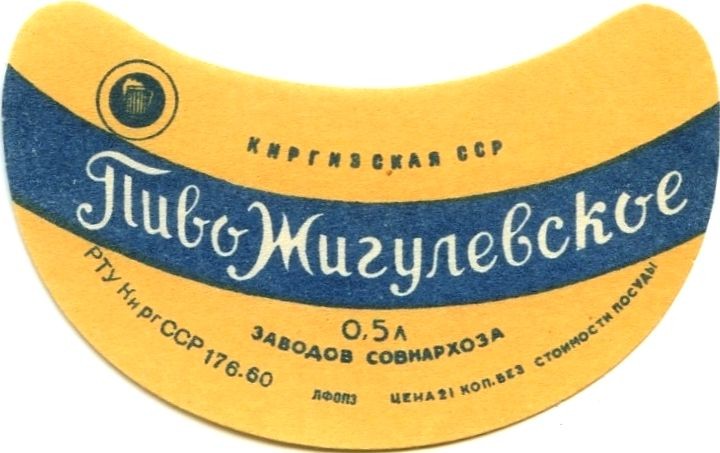 КИРГИЗСКАЯ ССР
Пиво Жигулевское
0,5 л
ЗАВОДОВ СОВНАРХОЗА
РТУ КиргССР 176-60
ЛФОПЗ
ЦЕНА 21 КОП. БЕЗ СТОИМОСТИ ПОСУДЫ